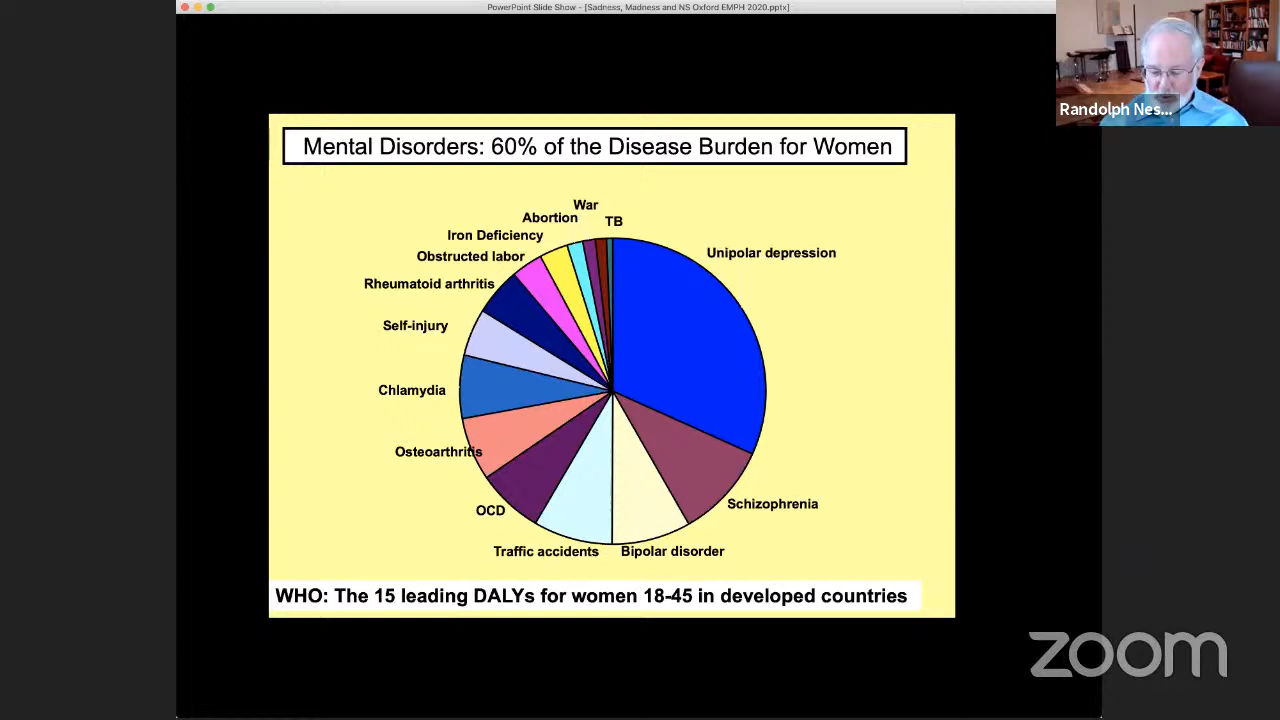 PowerPoint Slide Show - [Sadness, Madness and NS Oxford EMPH 2020.pptx]
Randolph Nes...
Mental Disorders: 60% of the Disease Burden for Women
War
Abortion
TB
Iron Deficiency
Unipolar depression
Obstructed labor
Rheumatoid arthritis
Self-injury
Chlamydia
Osteoarthritis
Schizophrenia
OCD
Traffic accidents
Bipolar disorder
WHO: The 15 leading DALYs for women 18-45 in developed countries
zoom